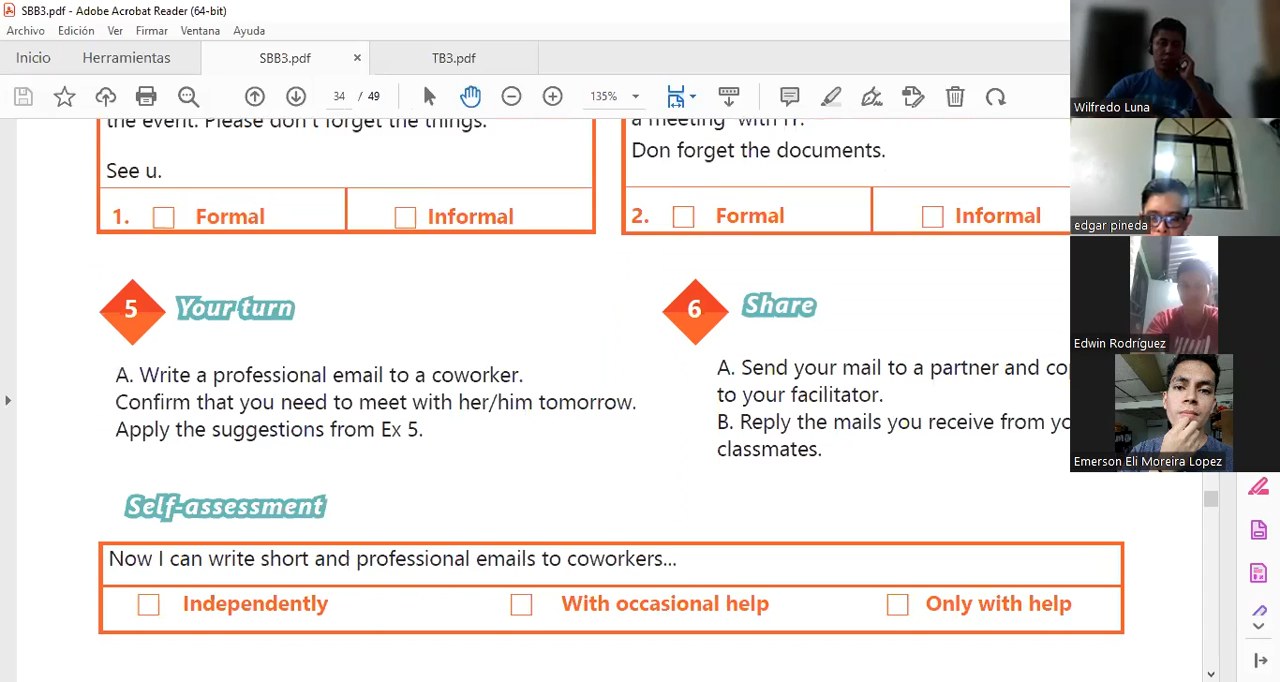 SBB3.pdf - Adobe Acrobat Reader (64-bit)
Archivo Edición Ver Firmar Ventana Ayuda
Inicio Herramientas SBB3.pdf × TB3.pdf
34 / 49 135%
the event. Please don't forget the things.
See u.
1. Formal Informal
a meeting with IT.
Don forget the documents.
2. Formal Informal
5 Your turn
A. Write a professional email to a coworker.
Confirm that you need to meet with her/him tomorrow.
Apply the suggestions from Ex 5.
6 Share
A. Send your mail to a partner and co
to your facilitator.
B. Reply the mails you receive from yo
classmates.
Self-assessment
Now I can write short and professional emails to coworkers...
Independently With occasional help Only with help
Wilfredo Luna
edgar pineda
Edwin Rodríguez
Emerson Eli Moreira Lopez